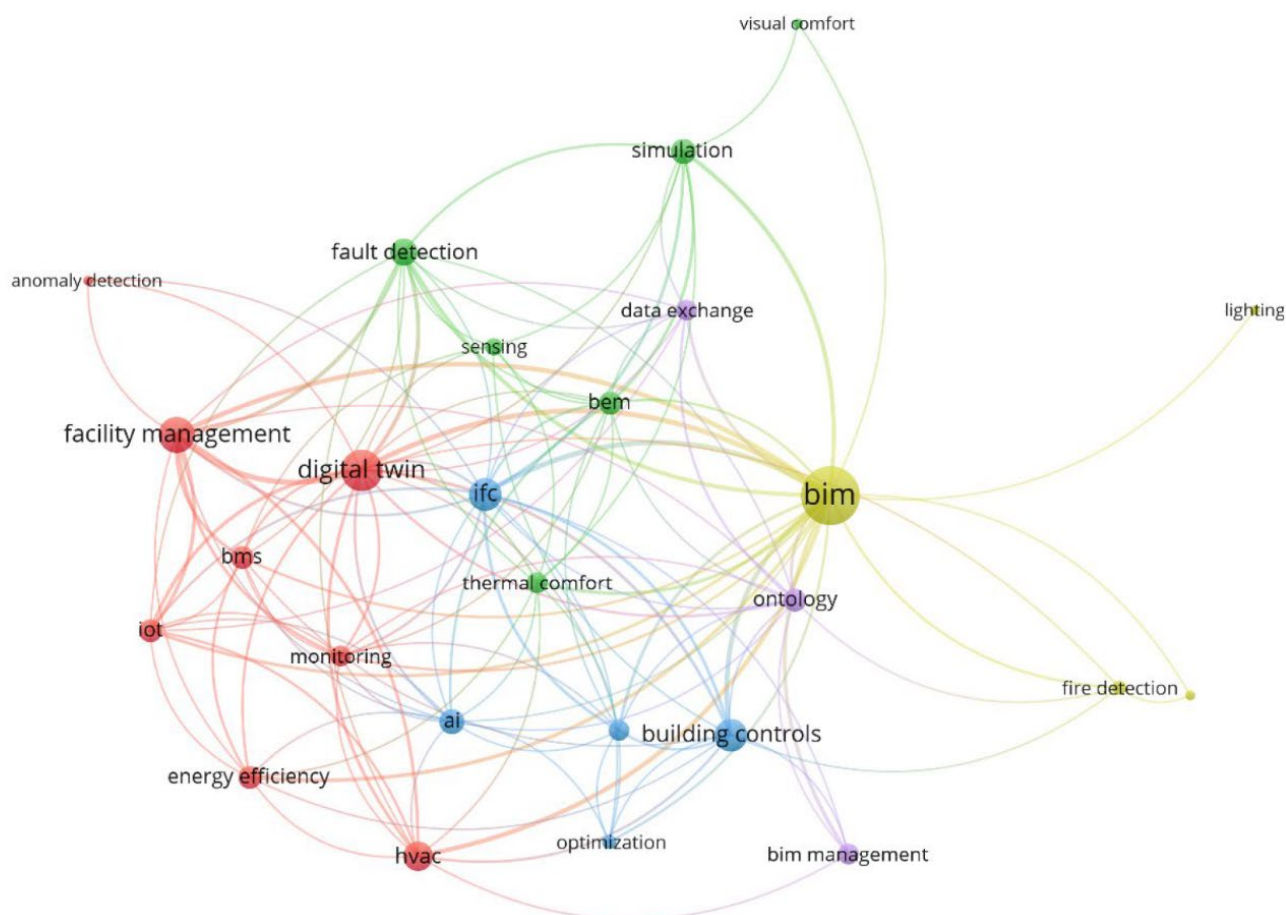 visual comfort
simulation
fault detection
anomaly detection
data exchange
lighting
sensing
bem
facility management
digital twin
ifc
bim
bms
thermal comfort
ontology
iot
monitoring
fire detection
ai
building controls
energy efficiency
optimization
hvac
bim management